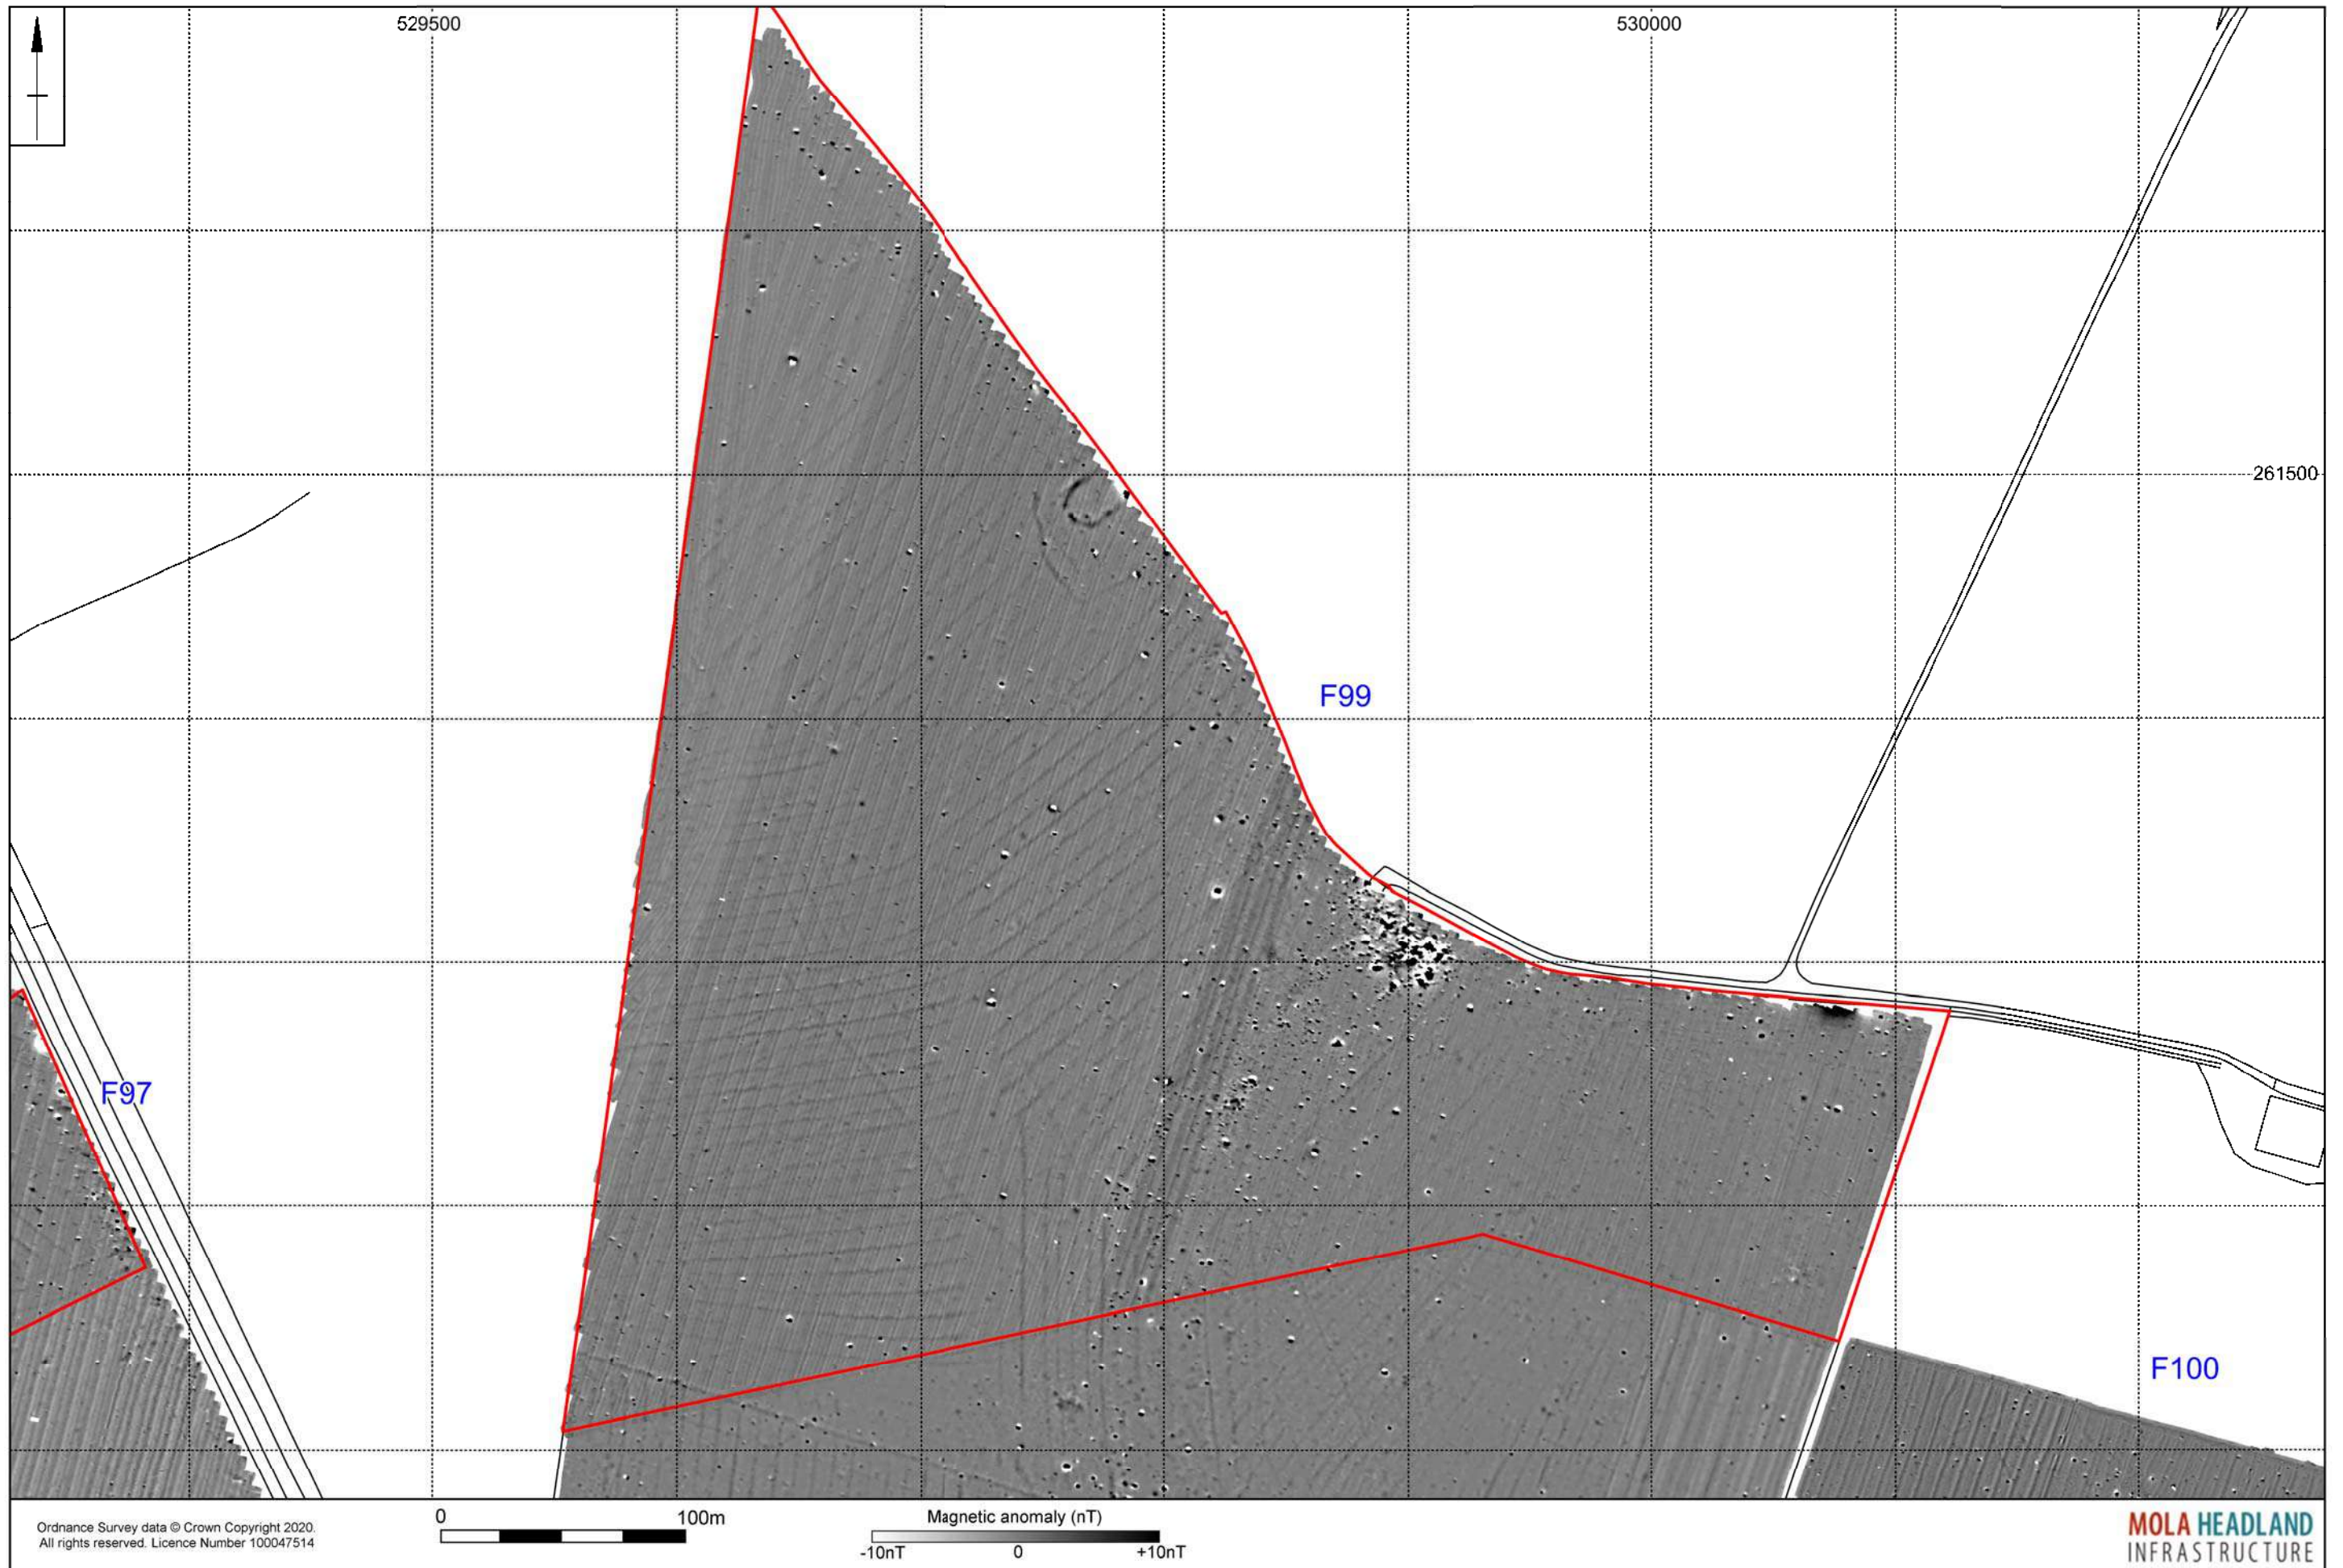 529500
530000
261500
F99
F97
F100
0
100m
Magnetic anomaly (nT)
-10nT
0
+10nT
Ordnance Survey data © Crown Copyright 2020.
All rights reserved. Licence Number 100047514
MOLA HEADLAND
INFRASTRUCTURE